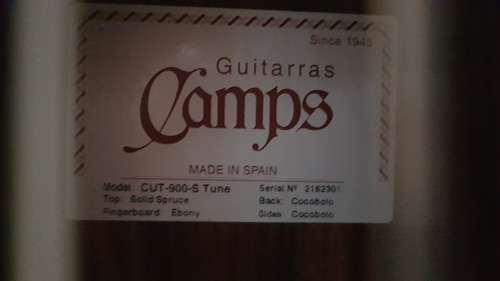 Since 1945
Guitarras
Camps
MADE IN SPAIN
Model: CUT-900-S Tune Serial Nº 2162301
Top: Solid Spruce Back: Cocobolo
Fingerboard: Ebony Sides: Cocobolo